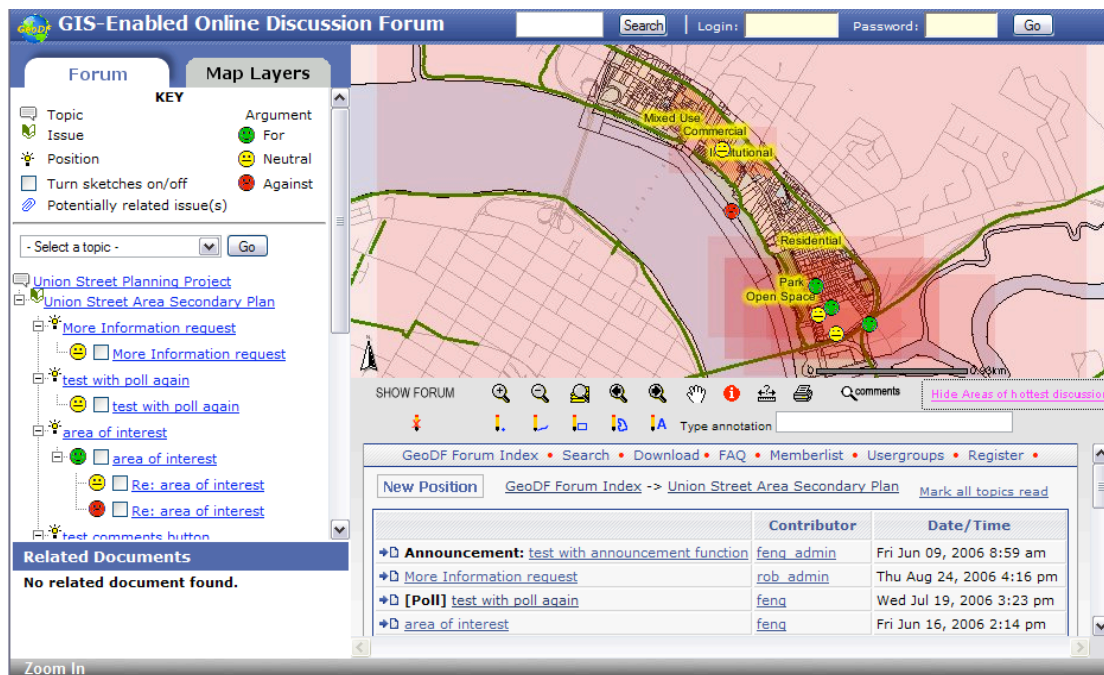 GeoDF GIS-Enabled Online Discussion Forum Search Login: Password: Go
Forum Map Layers
KEY
Topic Argument
Issue For
Position Neutral
Turn sketches on/off Against
Potentially related issue(s)
- Select a topic - Go
Union Street Planning Project
Union Street Area Secondary Plan
More Information request
More Information request
test with poll again
test with poll again
area of interest
area of interest
Re: area of interest
Re: area of interest
test comments button
Related Documents
No related document found.
Zoom In
Mixed Use
Commercial
Institutional
Residential
Park
Open Space
0 0.93km
SHOW FORUM comments Hide Areas of hottest discussion
A Type annotation
GeoDF Forum Index • Search • Download • FAQ • Memberlist • Usergroups • Register •
New Position GeoDF Forum Index -> Union Street Area Secondary Plan Mark all topics read
Contributor Date/Time
Announcement: test with announcement function feng_admin Fri Jun 09, 2006 8:59 am
More Information request rob_admin Thu Aug 24, 2006 4:16 pm
[Poll] test with poll again feng Wed Jul 19, 2006 3:23 pm
area of interest feng Fri Jun 16, 2006 2:14 pm